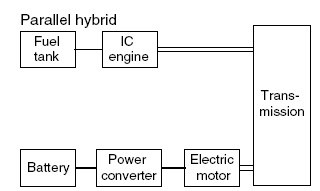 Parallel hybrid
Fuel
tank
IC
engine
Trans-
mission
Battery
Power
converter
Electric
motor